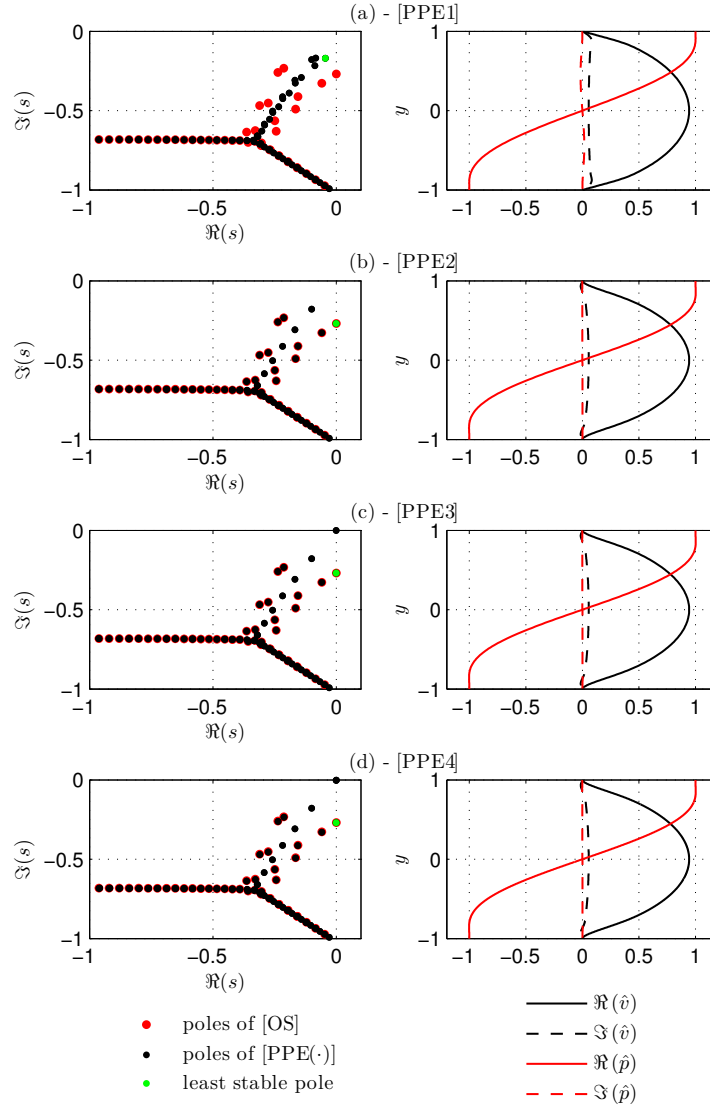 (a) - [PPE1]
0
−0.5
−1
ℑ(s)
−1 −0.5 0
ℜ(s)
1
0
−1
y
−1 −0.5 0 0.5 1
(b) - [PPE2]
0
−0.5
−1
ℑ(s)
−1 −0.5 0
ℜ(s)
1
0
−1
y
−1 −0.5 0 0.5 1
(c) - [PPE3]
0
−0.5
−1
ℑ(s)
−1 −0.5 0
ℜ(s)
1
0
−1
y
−1 −0.5 0 0.5 1
(d) - [PPE4]
0
−0.5
−1
ℑ(s)
−1 −0.5 0
ℜ(s)
1
0
−1
y
−1 −0.5 0 0.5 1
poles of [OS]
poles of [PPE(·)]
least stable pole
ℜ(v̂)
ℑ(v̂)
ℜ(p̂)
ℑ(p̂)